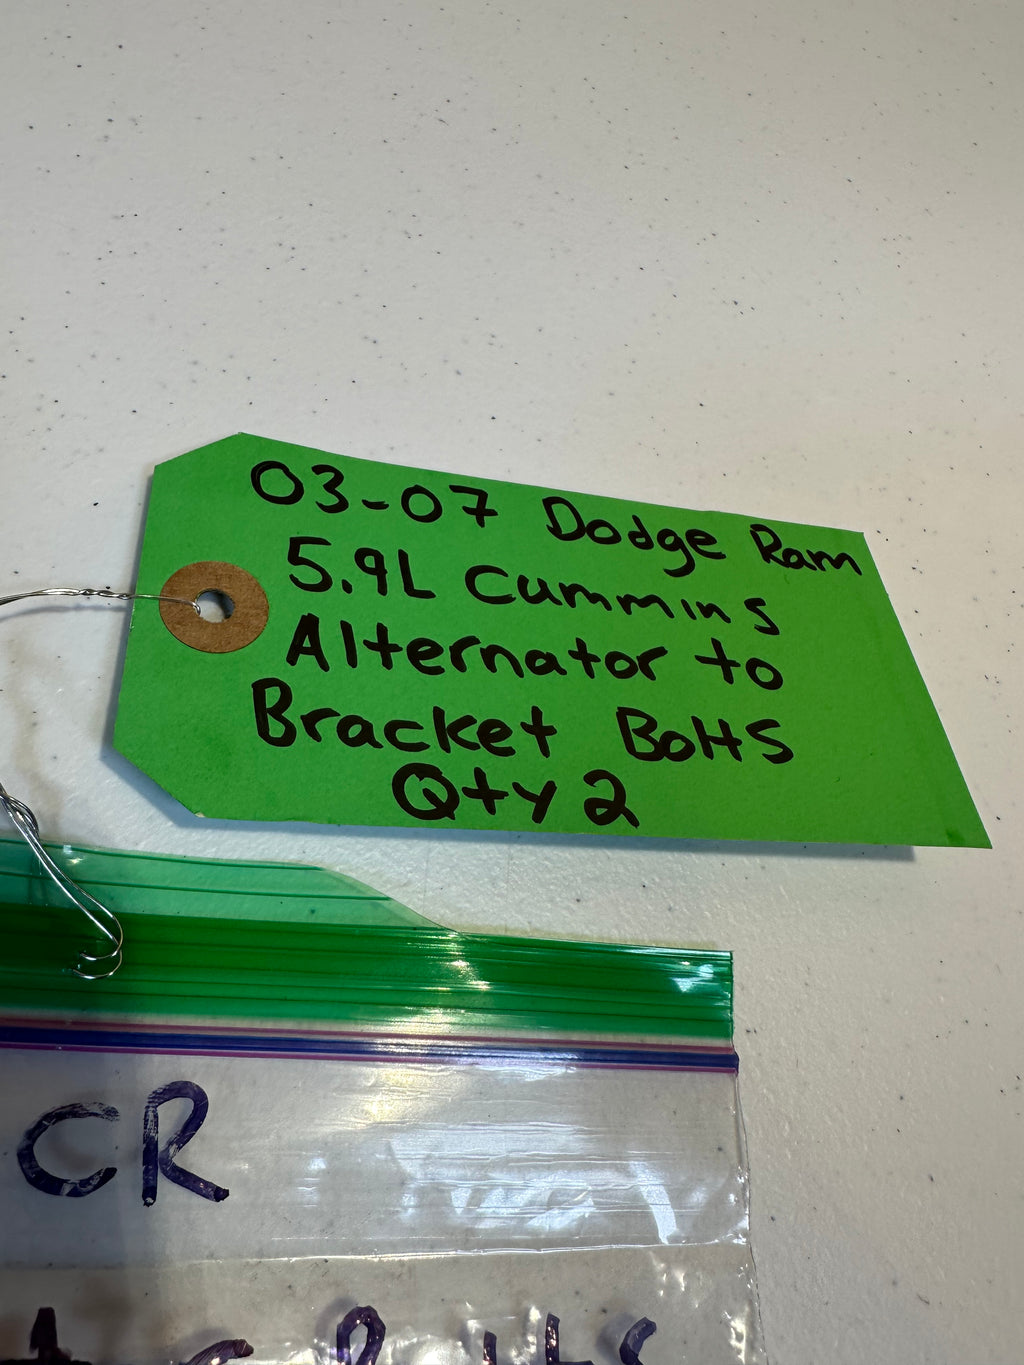 03-07 Dodge Ram
5.9L Cummins
Alternator to
Bracket Bolts
Qty 2
CR